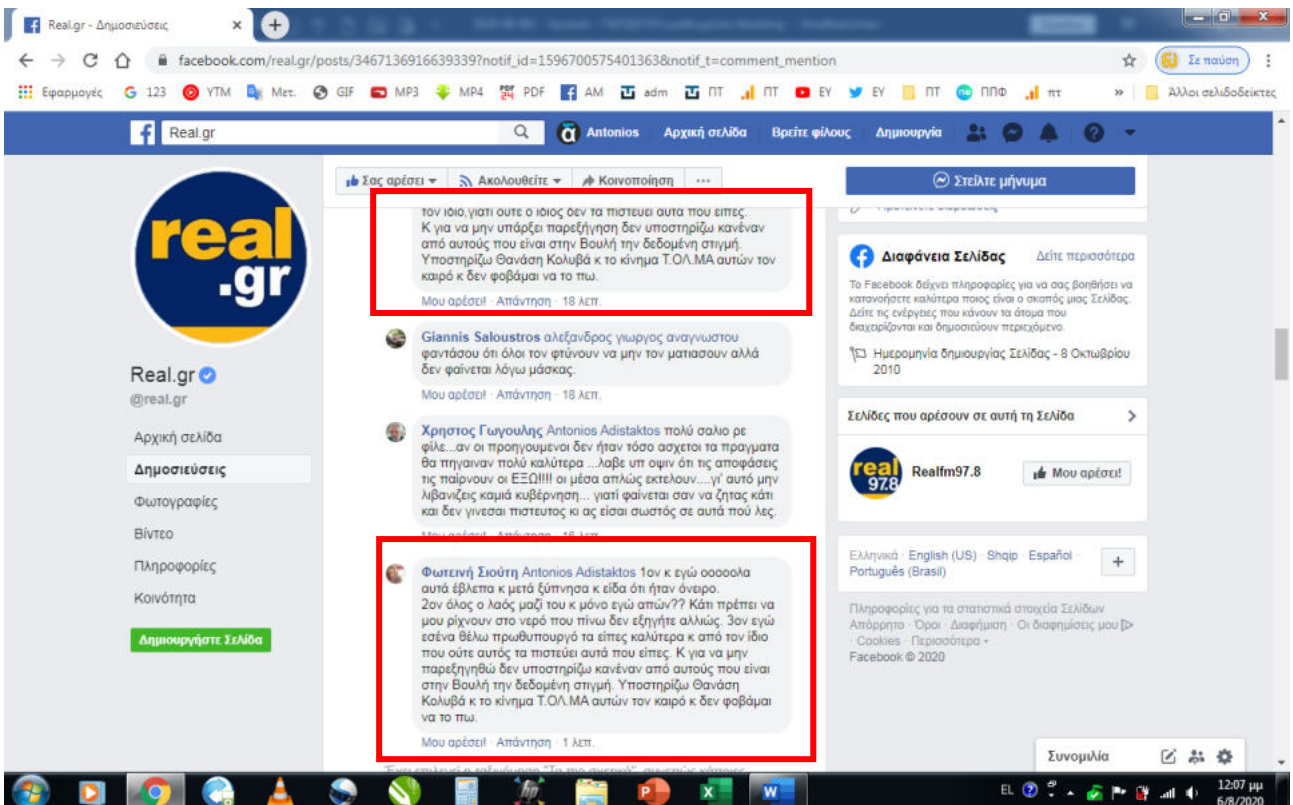 Real.gr - Δημοσιεύσεις
facebook.com/real.gr/posts/3467136916639339?notif_id=1596700575401363&notif_t=comment_mention
Σε παύση
Εφαρμογές 123 YTM Μετ. GIF MP3 MP4 PDF AM adm ΠΤ ΠΤ ΕΥ ΕΥ ΠΤ ΠΠΦ πτ » Άλλοι σελιδοδείκτες
Real.gr
Antonios Αρχική σελίδα Βρείτε φίλους Δημιουργία
Σας αρέσει Ακολουθείτε Κοινοποίηση ...
Στείλτε μήνυμα
real
.gr
Real.gr
@real.gr
Αρχική σελίδα
Δημοσιεύσεις
Φωτογραφίες
Βίντεο
Πληροφορίες
Κοινότητα
Δημιουργήστε Σελίδα
τον ίδιο,γιατί ούτε ο ίδιος δεν τα πιστεύει αυτά που είπες.
Κ για να μην υπάρξει παρεξήγηση δεν υποστηρίζω κανέναν
από αυτούς που είναι στην Βουλή την δεδομένη στιγμή.
Υποστηρίζω Θανάση Κολυβά κ το κίνημα Τ.ΟΛ.ΜΑ αυτών τον
καιρό κ δεν φοβάμαι να το πω.
Μου αρέσει! · Απάντηση · 18 λεπ.
Giannis Saloustros αλεξανδρος γιωργος αναγνωστου
φαντάσου ότι όλοι τον φτύνουν να μην τον ματιασουν αλλά
δεν φαίνεται λόγω μάσκας.
Μου αρέσει! · Απάντηση · 18 λεπ.
Χρηστος Γωγουλης Antonios Adistaktos πολύ σαλιο ρε
φίλε...αν οι προηγουμενοι δεν ήταν τόσο ασχετοι τα πραγματα
θα πηγαιναν πολύ καλύτερα ...λαβε υπ οψιν ότι τις αποφάσεις
τις παίρνουν οι ΕΞΩ!!!! οι μέσα απλώς εκτελουν....γι' αυτό μην
λιβανιζεις καμιά κυβέρνηση... γιατί φαίνεται σαν να ζητας κάτι
και δεν γινεσαι πιστευτος κι ας είσαι σωστός σε αυτά πού λες.
Μου αρέσει! · Απάντηση · 16 λεπ.
Φωτεινή Σιούτη Antonios Adistaktos 1ον κ εγώ οοοοολα
αυτά έβλεπα κ μετά ξύπνησα κ είδα ότι ήταν όνειρο.
2ον όλος ο λαός μαζί του κ μόνο εγώ απών?? Κάτι πρέπει να
μου ρίχνουν στο νερό που πίνω δεν εξηγήτε αλλιώς. 3ον εγώ
εσένα θέλω πρωθυπουργό τα είπες καλύτερα κ από τον ίδιο
που ούτε αυτός τα πιστεύει αυτά που είπες. Κ για να μην
παρεξηγηθώ δεν υποστηρίζω κανέναν από αυτούς που είναι
στην Βουλή την δεδομένη στιγμή. Υποστηρίζω Θανάση
Κολυβά κ το κίνημα Τ.ΟΛ.ΜΑ αυτών τον καιρό κ δεν φοβάμαι
να το πω.
Μου αρέσει! · Απάντηση · 1 λεπ.
Διαφάνεια Σελίδας Δείτε περισσότερα
Το Facebook δείχνει πληροφορίες για να σας βοηθήσει να
κατανοήσετε καλύτερα ποιος είναι ο σκοπός μιας Σελίδας.
Δείτε τις ενέργειες που κάνουν τα άτομα που
διαχειρίζονται και δημοσιεύουν περιεχόμενο.
Ημερομηνία δημιουργίας Σελίδας - 8 Οκτωβρίου
2010
Σελίδες που αρέσουν σε αυτή τη Σελίδα
real
97.8
Realfm97.8
Μου αρέσει!
Ελληνικά · English (US) · Shqip · Español ·
Português (Brasil)
Πληροφορίες για τα στατιστικά στοιχεία Σελίδων
Απόρρητο · Όροι · Διαφήμιση · Οι διαφημίσεις μου
· Cookies · Περισσότερα
Facebook © 2020
Συνομιλία
EL
12:07 μμ
6/8/2020